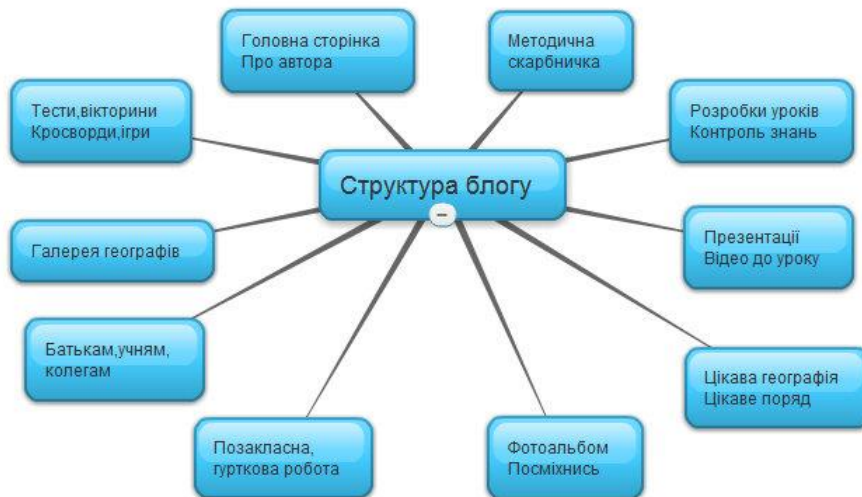 Головна сторінка
Про автора
Методична
скарбничка
Тести,вікторини
Кросворди,ігри
Розробки уроків
Контроль знань
Структура блогу
Галерея географів
Презентації
Відео до уроку
Батькам,учням,
колегам
Цікава географія
Цікаве поряд
Позакласна,
гурткова робота
Фотоальбом
Посміхнись